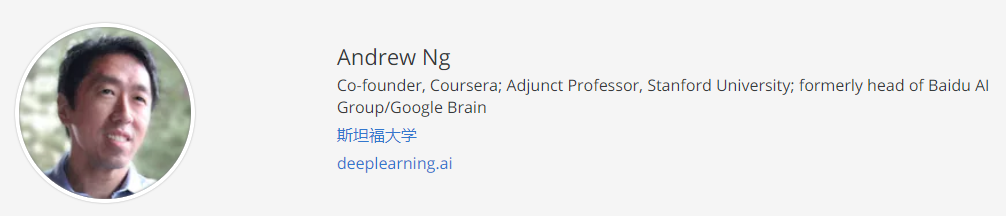 Andrew Ng
Co-founder, Coursera; Adjunct Professor, Stanford University; formerly head of Baidu AI
Group/Google Brain
斯坦福大学
deeplearning.ai